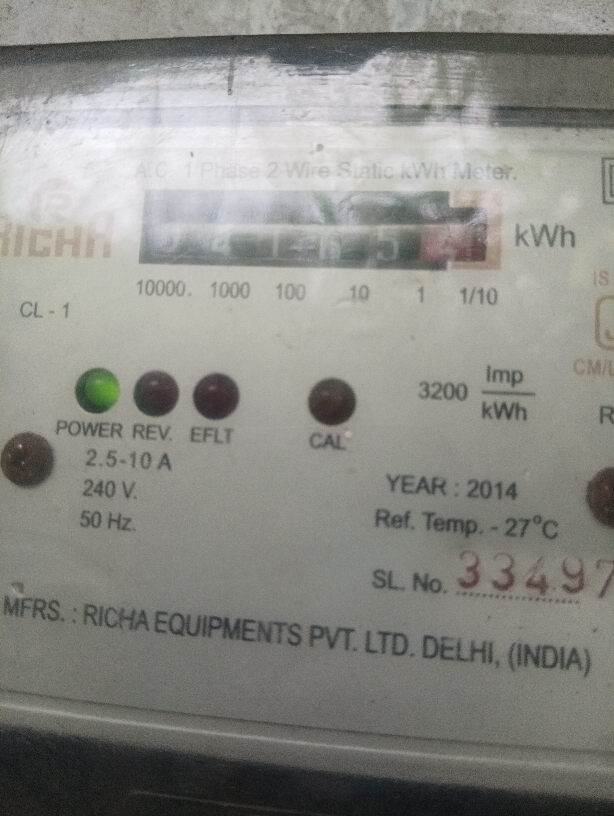 A.C. 1 Phase 2-Wire Static kWh Meter.
RICHA
kWh
10000. 1000 100 10 1 1/10
CL - 1
3200 Imp
kWh
POWER REV. EFLT CAL
2.5-10 A
240 V.
50 Hz.
YEAR : 2014
Ref. Temp. - 27°C
SL. No. 33497
MFRS. : RICHA EQUIPMENTS PVT. LTD. DELHI, (INDIA)